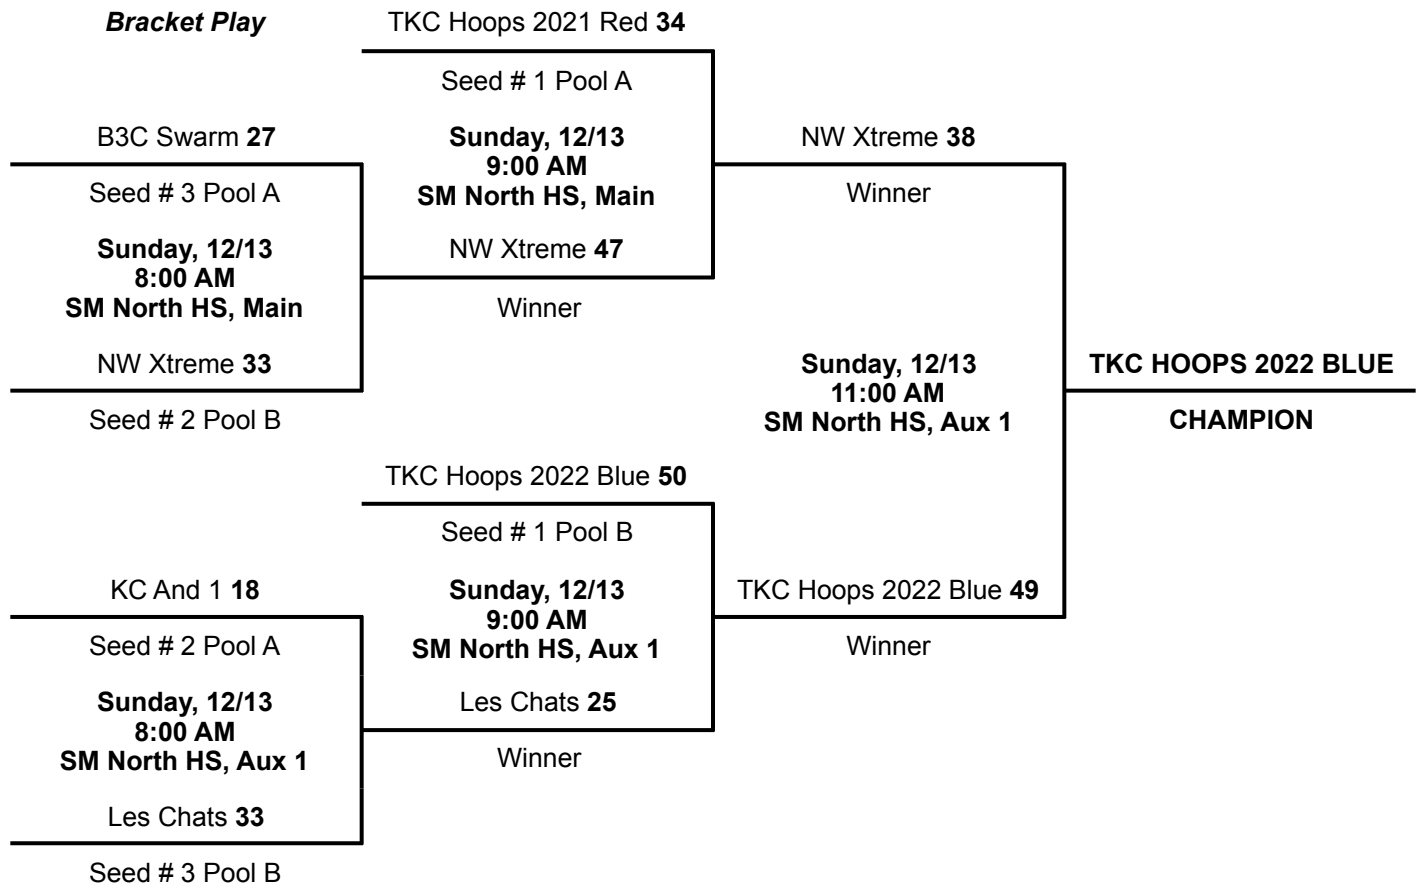 Bracket Play
TKC Hoops 2021 Red 34
Seed # 1 Pool A
B3C Swarm 27
Seed # 3 Pool A
Sunday, 12/13
9:00 AM
SM North HS, Main
NW Xtreme 38
Winner
Sunday, 12/13
8:00 AM
SM North HS, Main
NW Xtreme 47
Winner
NW Xtreme 33
Seed # 2 Pool B
Sunday, 12/13
11:00 AM
SM North HS, Aux 1
TKC HOOPS 2022 BLUE
CHAMPION
TKC Hoops 2022 Blue 50
Seed # 1 Pool B
KC And 1 18
Seed # 2 Pool A
Sunday, 12/13
9:00 AM
SM North HS, Aux 1
TKC Hoops 2022 Blue 49
Winner
Sunday, 12/13
8:00 AM
SM North HS, Aux 1
Les Chats 25
Winner
Les Chats 33
Seed # 3 Pool B